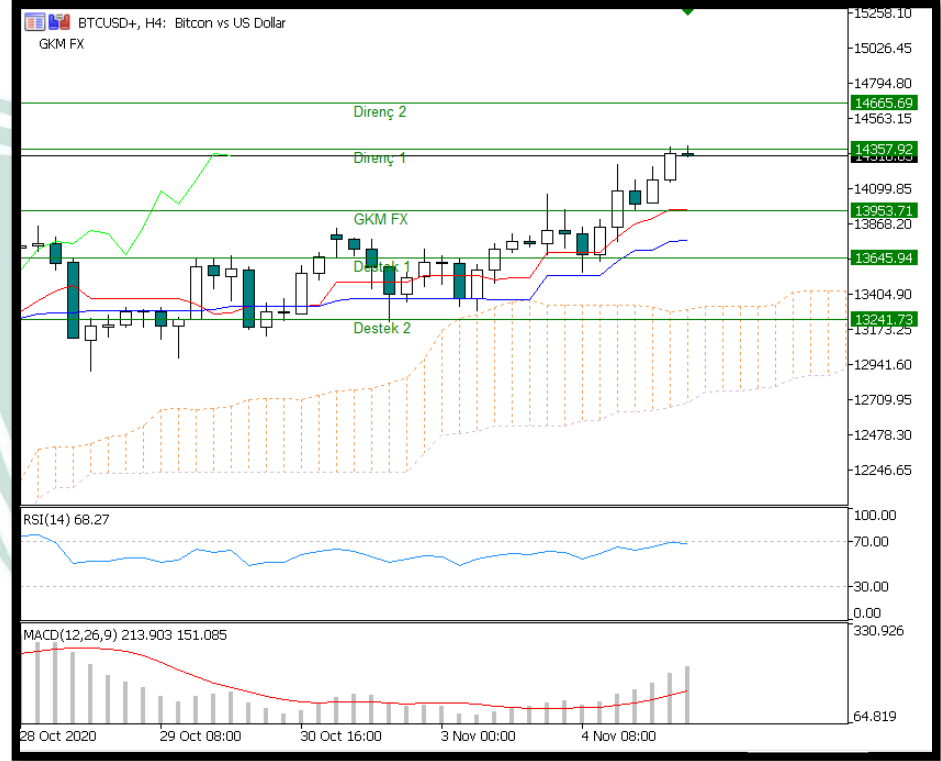 BTCUSD+, H4: Bitcon vs US Dollar
GKM FX
15258.10
15026.45
14794.80
14665.69
Direnç 2
14563.15
14357.92
Direnç 1
14099.85
13953.71
GKM FX
13868.20
13645.94
Destek 1
13404.90
13241.73
Destek 2
13173.25
12941.60
12709.95
12478.30
12246.65
RSI(14) 68.27
100.00
70.00
30.00
0.00
MACD(12,26,9) 213.903 151.085
330.926
64.819
28 Oct 2020
29 Oct 08:00
30 Oct 16:00
3 Nov 00:00
4 Nov 08:00